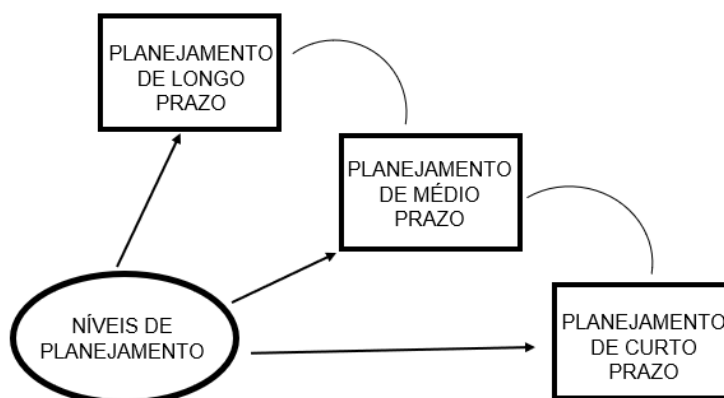 PLANEJAMENTO
DE LONGO
PRAZO
PLANEJAMENTO
DE MÉDIO
PRAZO
NÍVEIS DE
PLANEJAMENTO
PLANEJAMENTO
DE CURTO
PRAZO